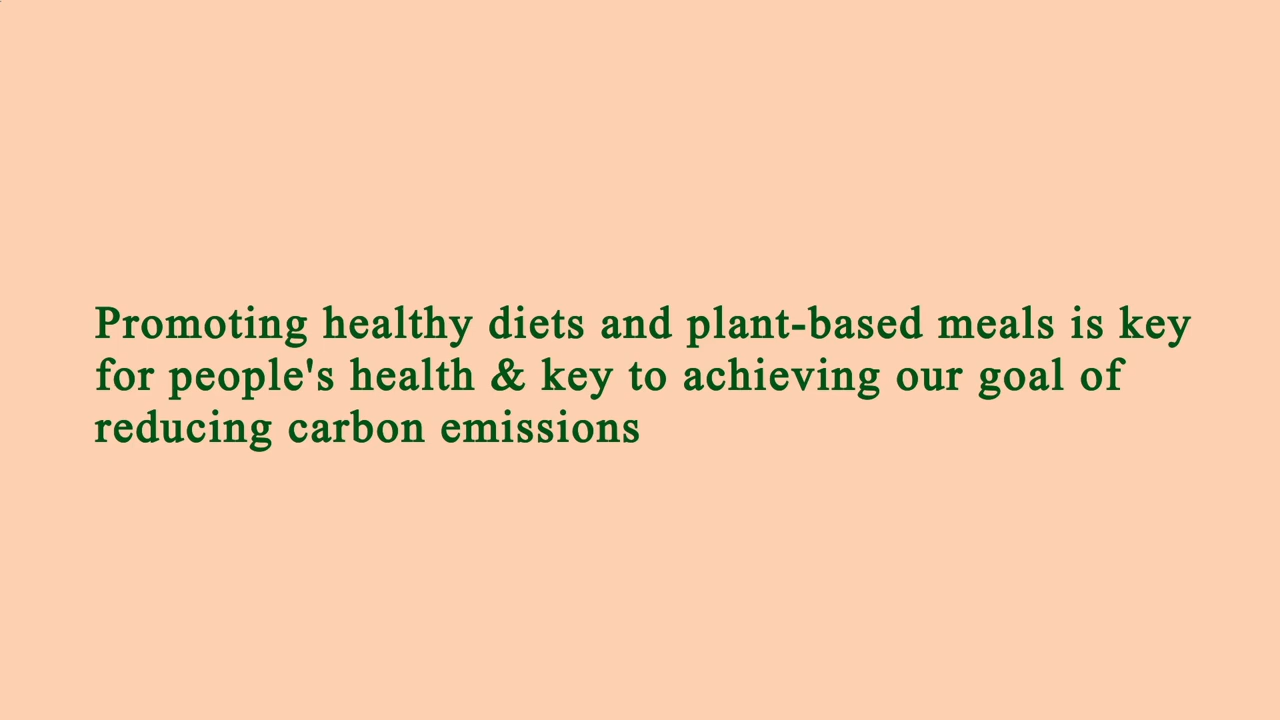 Promoting healthy diets and plant-based meals is key
for people's health & key to achieving our goal of
reducing carbon emissions